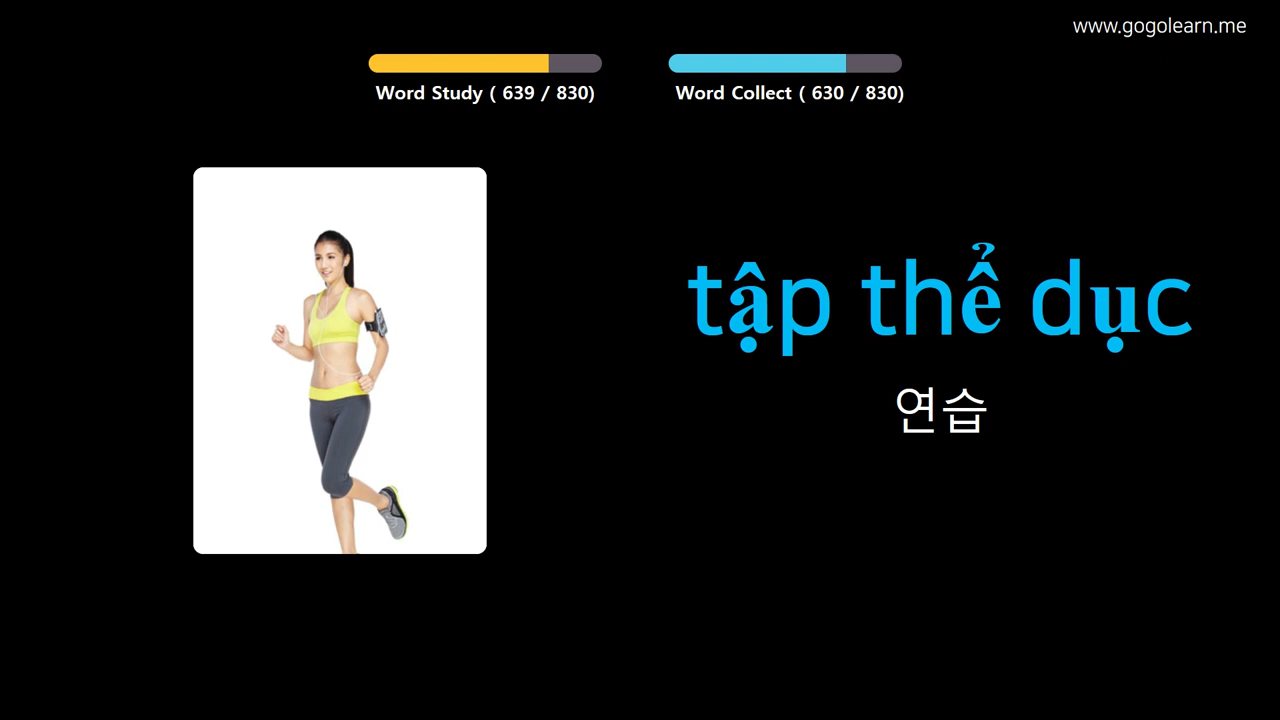 www.gogolearn.me
Word Study ( 639 / 830)
Word Collect ( 630 / 830)
tập thể dục
연습